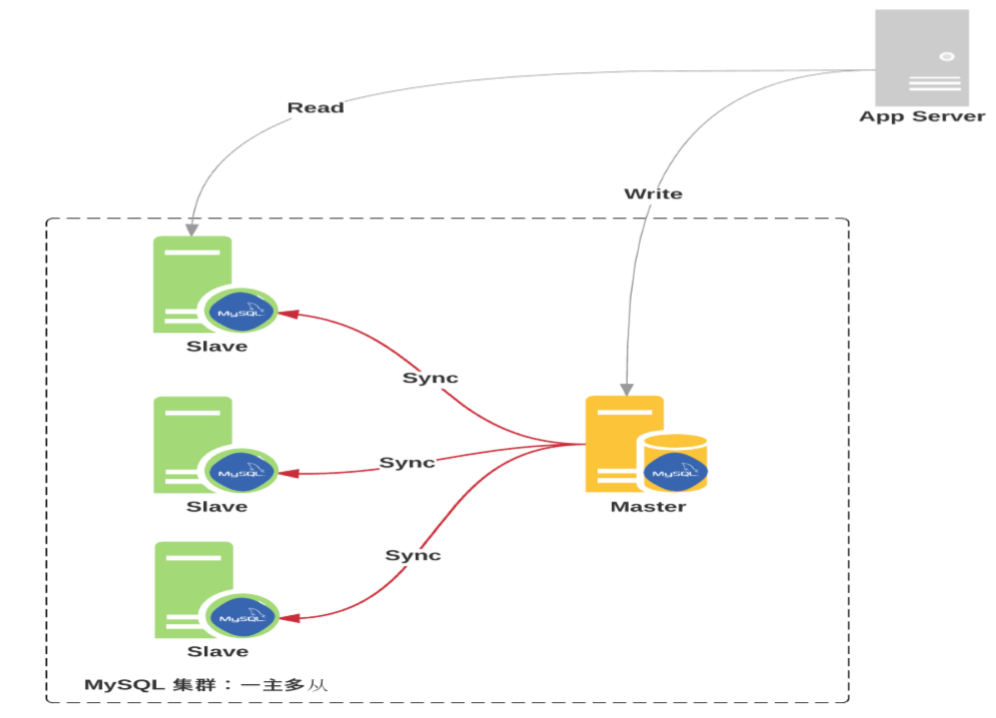 App Server
Read
Write
MySQL
Slave
Sync
MySQL
Slave
Sync
MySQL
Master
Sync
MySQL
Slave
MySQL 集群：一主多从